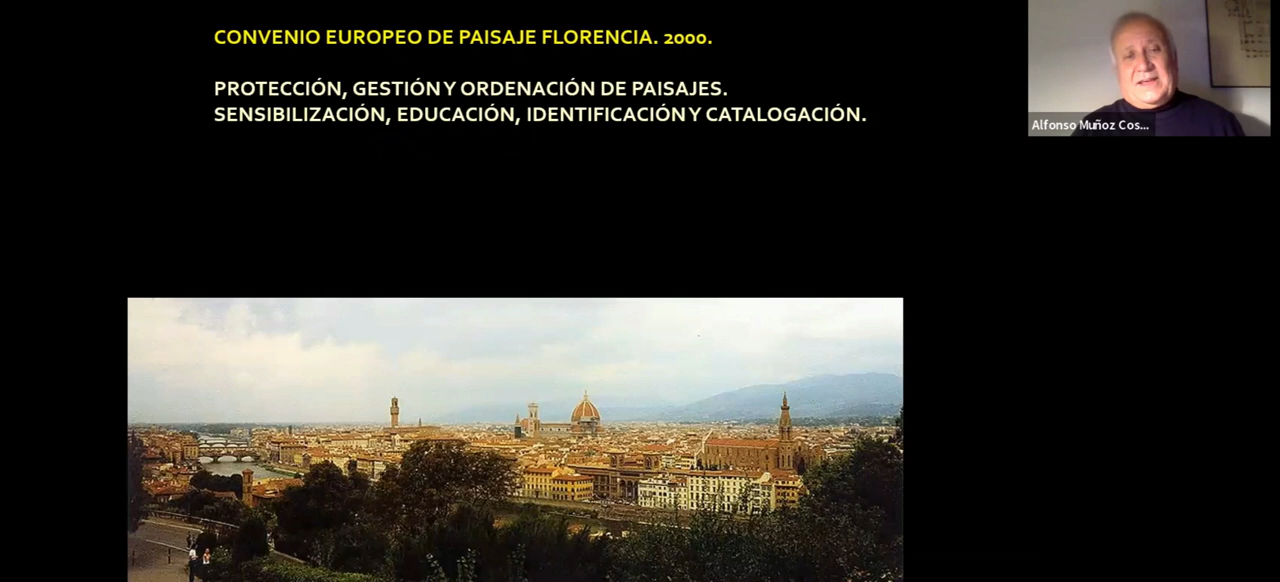 CONVENIO EUROPEO DE PAISAJE FLORENCIA. 2000.
PROTECCIÓN, GESTIÓN Y ORDENACIÓN DE PAISAJES.
SENSIBILIZACIÓN, EDUCACIÓN, IDENTIFICACIÓN Y CATALOGACIÓN.
Alfonso Muñoz Cos...